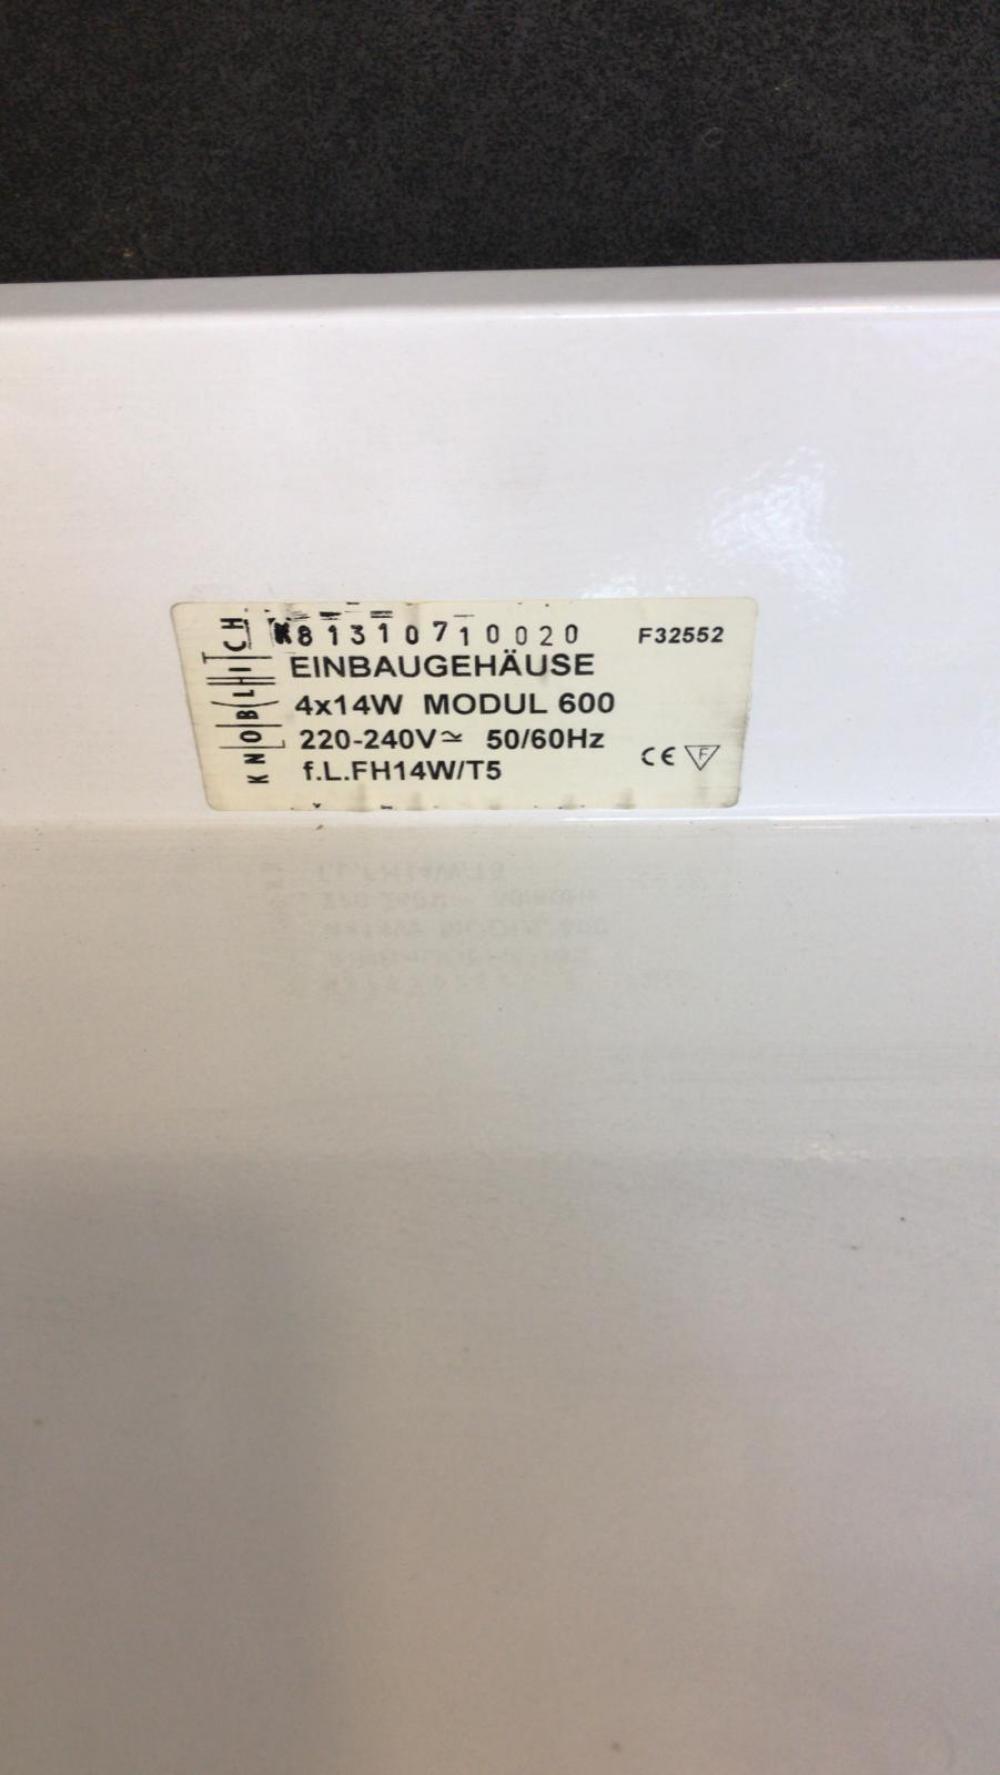 KNOBLICH
K81310710020 F32552
EINBAUGEHÄUSE
4x14W MODUL 600
220-240V≃ 50/60Hz
f.L.FH14W/T5 CE F